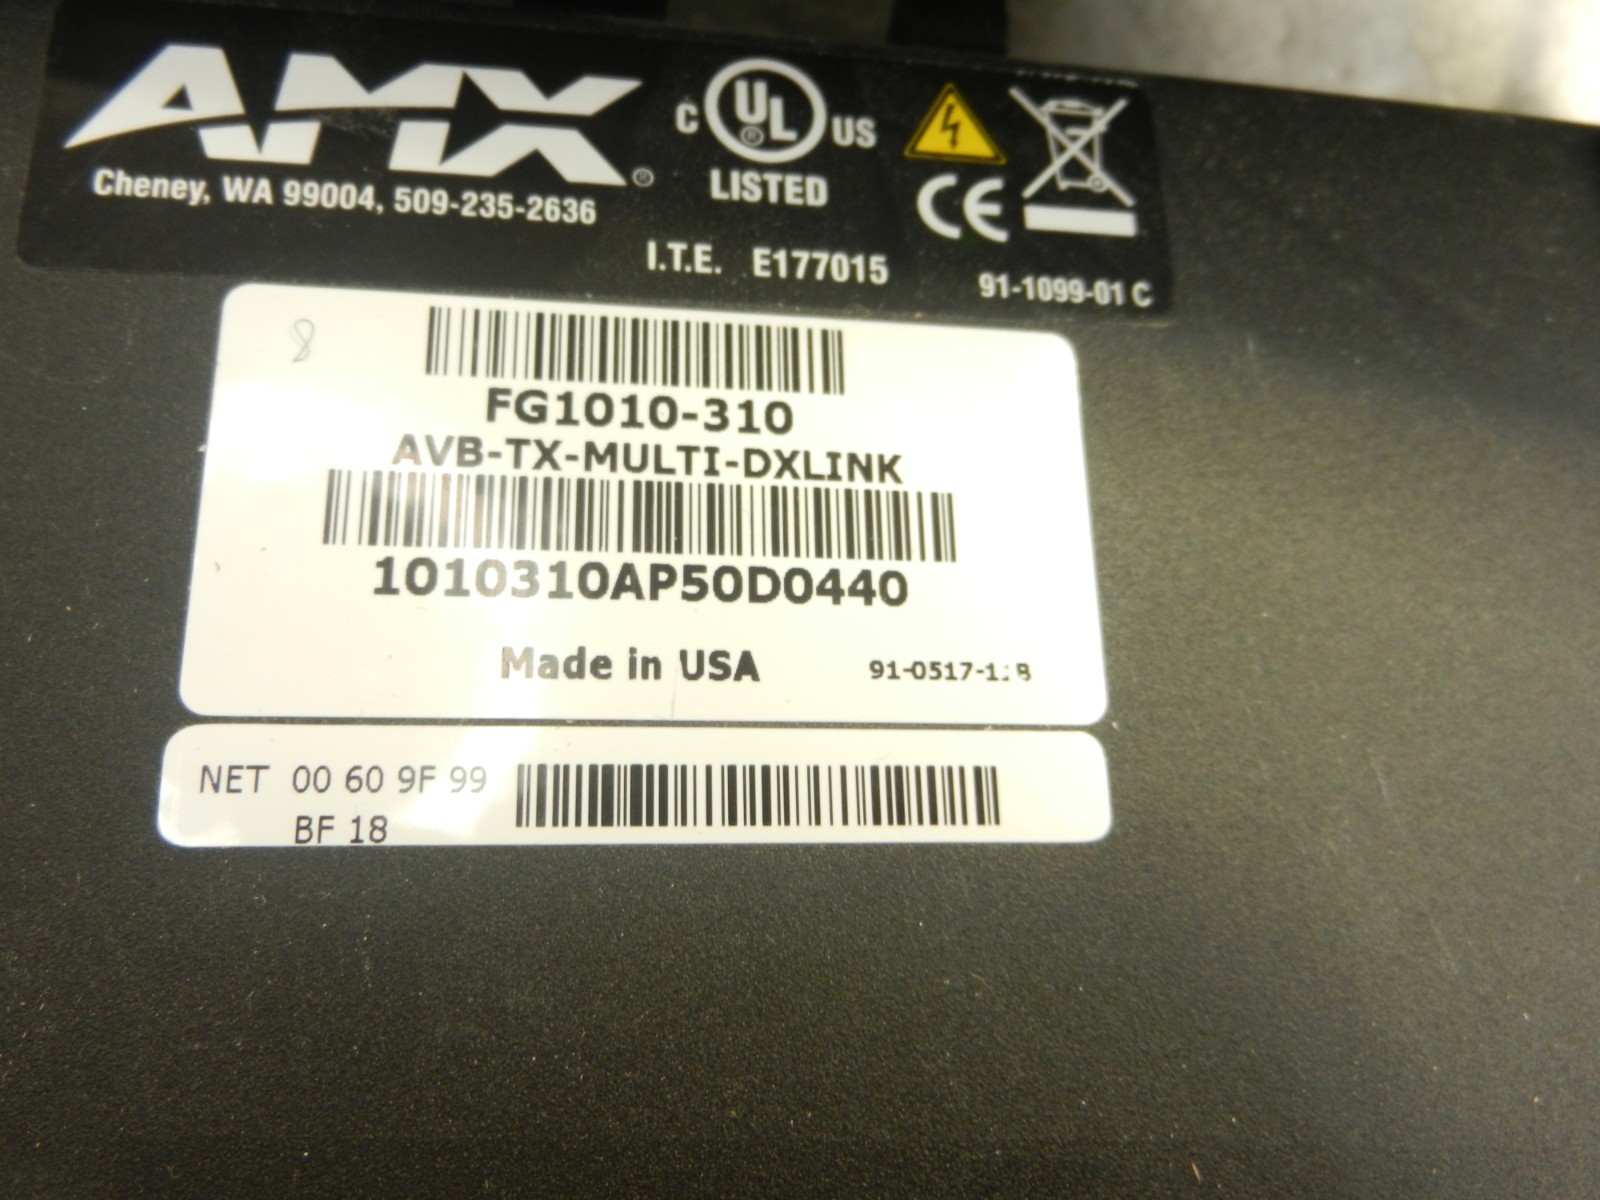 AMX®
Cheney, WA 99004, 509-235-2636
C UL® US
LISTED
CE
I.T.E. E177015
91-1099-01 C
8
FG1010-310
AVB-TX-MULTI-DXLINK
1010310AP50D0440
Made in USA
NET 00 60 9F 99
BF 18